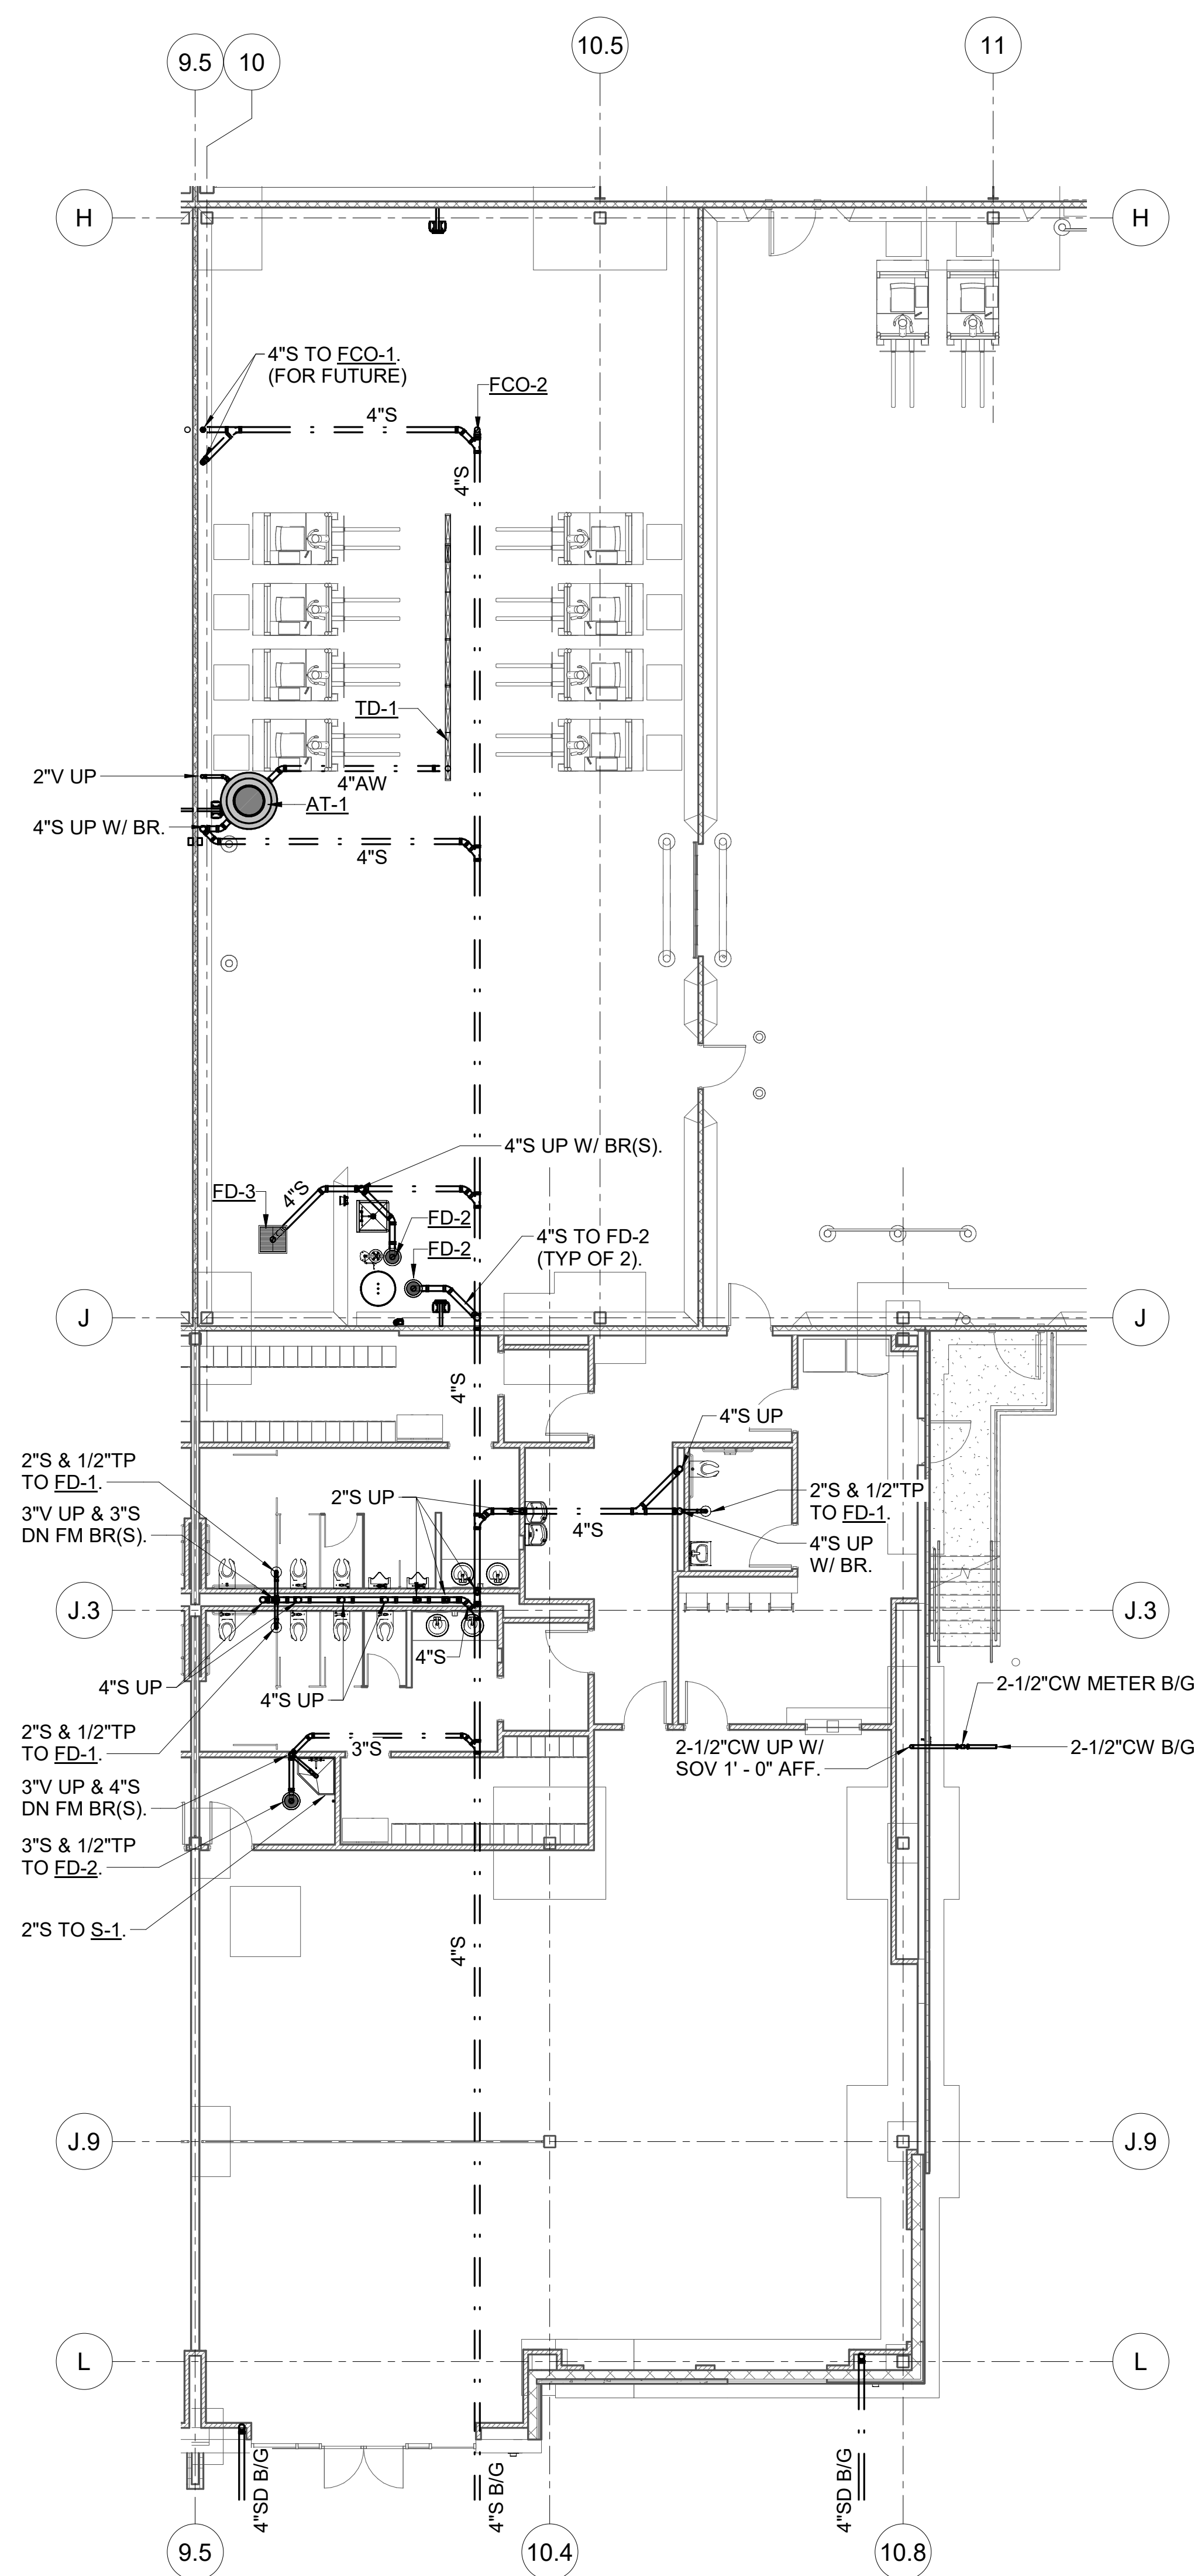 9.5
10
10.5
11
H
H
4"S TO FCO-1.
(FOR FUTURE)
FCO-2
4"S
4"S
TD-1
2"V UP
4"AW
AT-1
4"S UP W/ BR.
4"S
4"S UP W/ BR(S).
FD-3
4"S
FD-2
4"S TO FD-2
(TYP OF 2).
FD-2
J
J
4"S
4"S UP
2"S & 1/2"TP
TO FD-1.
2"S UP
2"S & 1/2"TP
TO FD-1.
3"V UP & 3"S
DN FM BR(S).
4"S
4"S UP
W/ BR.
J.3
J.3
4"S
4"S UP
4"S UP
2-1/2"CW METER B/G
2"S & 1/2"TP
TO FD-1.
3"S
2-1/2"CW UP W/
SOV 1' - 0" AFF.
2-1/2"CW B/G
3"V UP & 4"S
DN FM BR(S).
3"S & 1/2"TP
TO FD-2.
2"S TO S-1.
4"S
J.9
J.9
L
L
4"SD B/G
4"S B/G
4"SD B/G
9.5
10.4
10.8